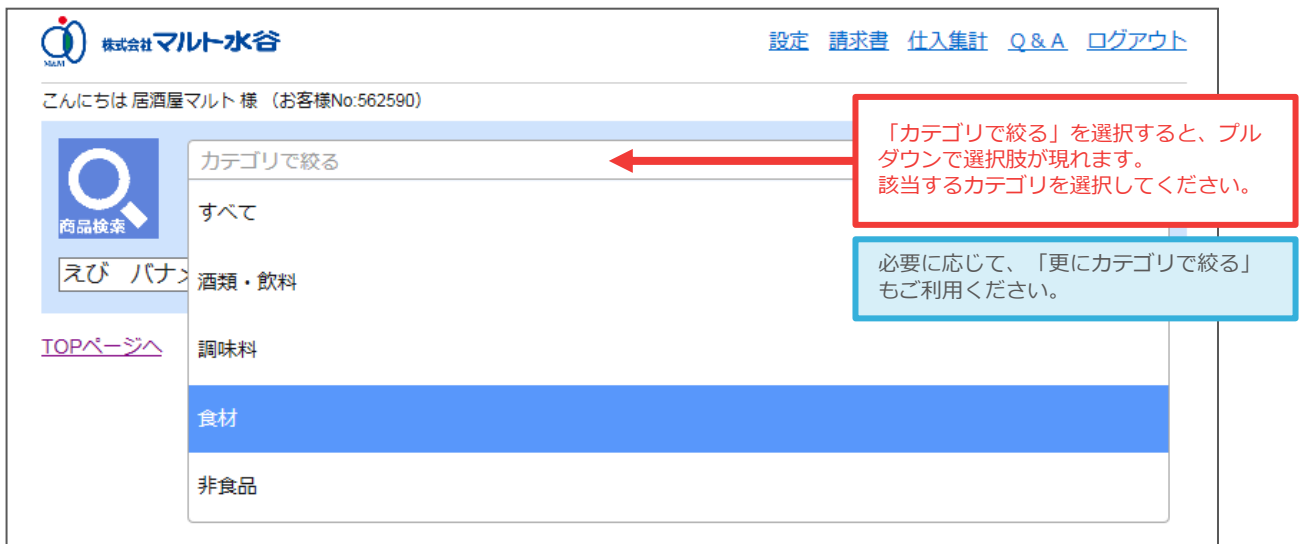 株式会社マルト水谷
M&M
設定 請求書 仕入集計 Q&A ログアウト
こんにちは 居酒屋マルト 様 (お客様No:562590)
「カテゴリで絞る」を選択すると、プル
ダウンで選択肢が現れます。
該当するカテゴリを選択してください。
カテゴリで絞る
商品検索
すべて
必要に応じて、「更にカテゴリで絞る」
もご利用ください。
えび バナメ
酒類・飲料
TOPページへ
調味料
食材
非食品